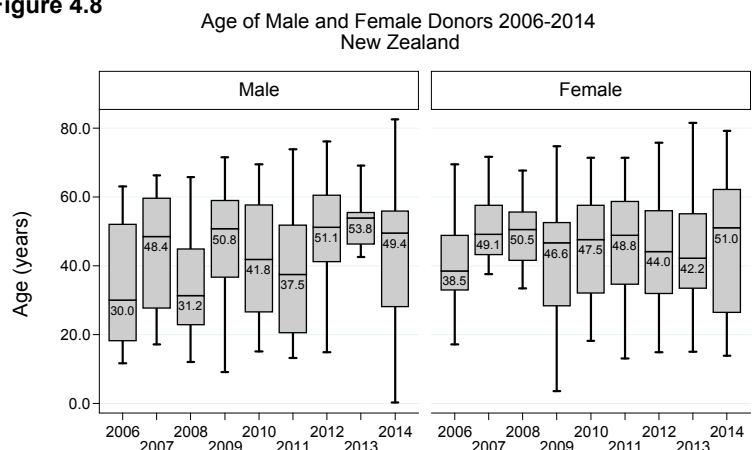 Figure 4.8
Age of Male and Female Donors 2006-2014
New Zealand
Male
Female
Age (years)
80.0
60.0
40.0
20.0
0.0
30.0
48.4
31.2
50.8
41.8
37.5
51.1
53.8
49.4
38.5
49.1
50.5
46.6
47.5
48.8
44.0
42.2
51.0
2006 2008 2010 2012 2014
2007 2009 2011 2013
2006 2008 2010 2012 2014
2007 2009 2011 2013